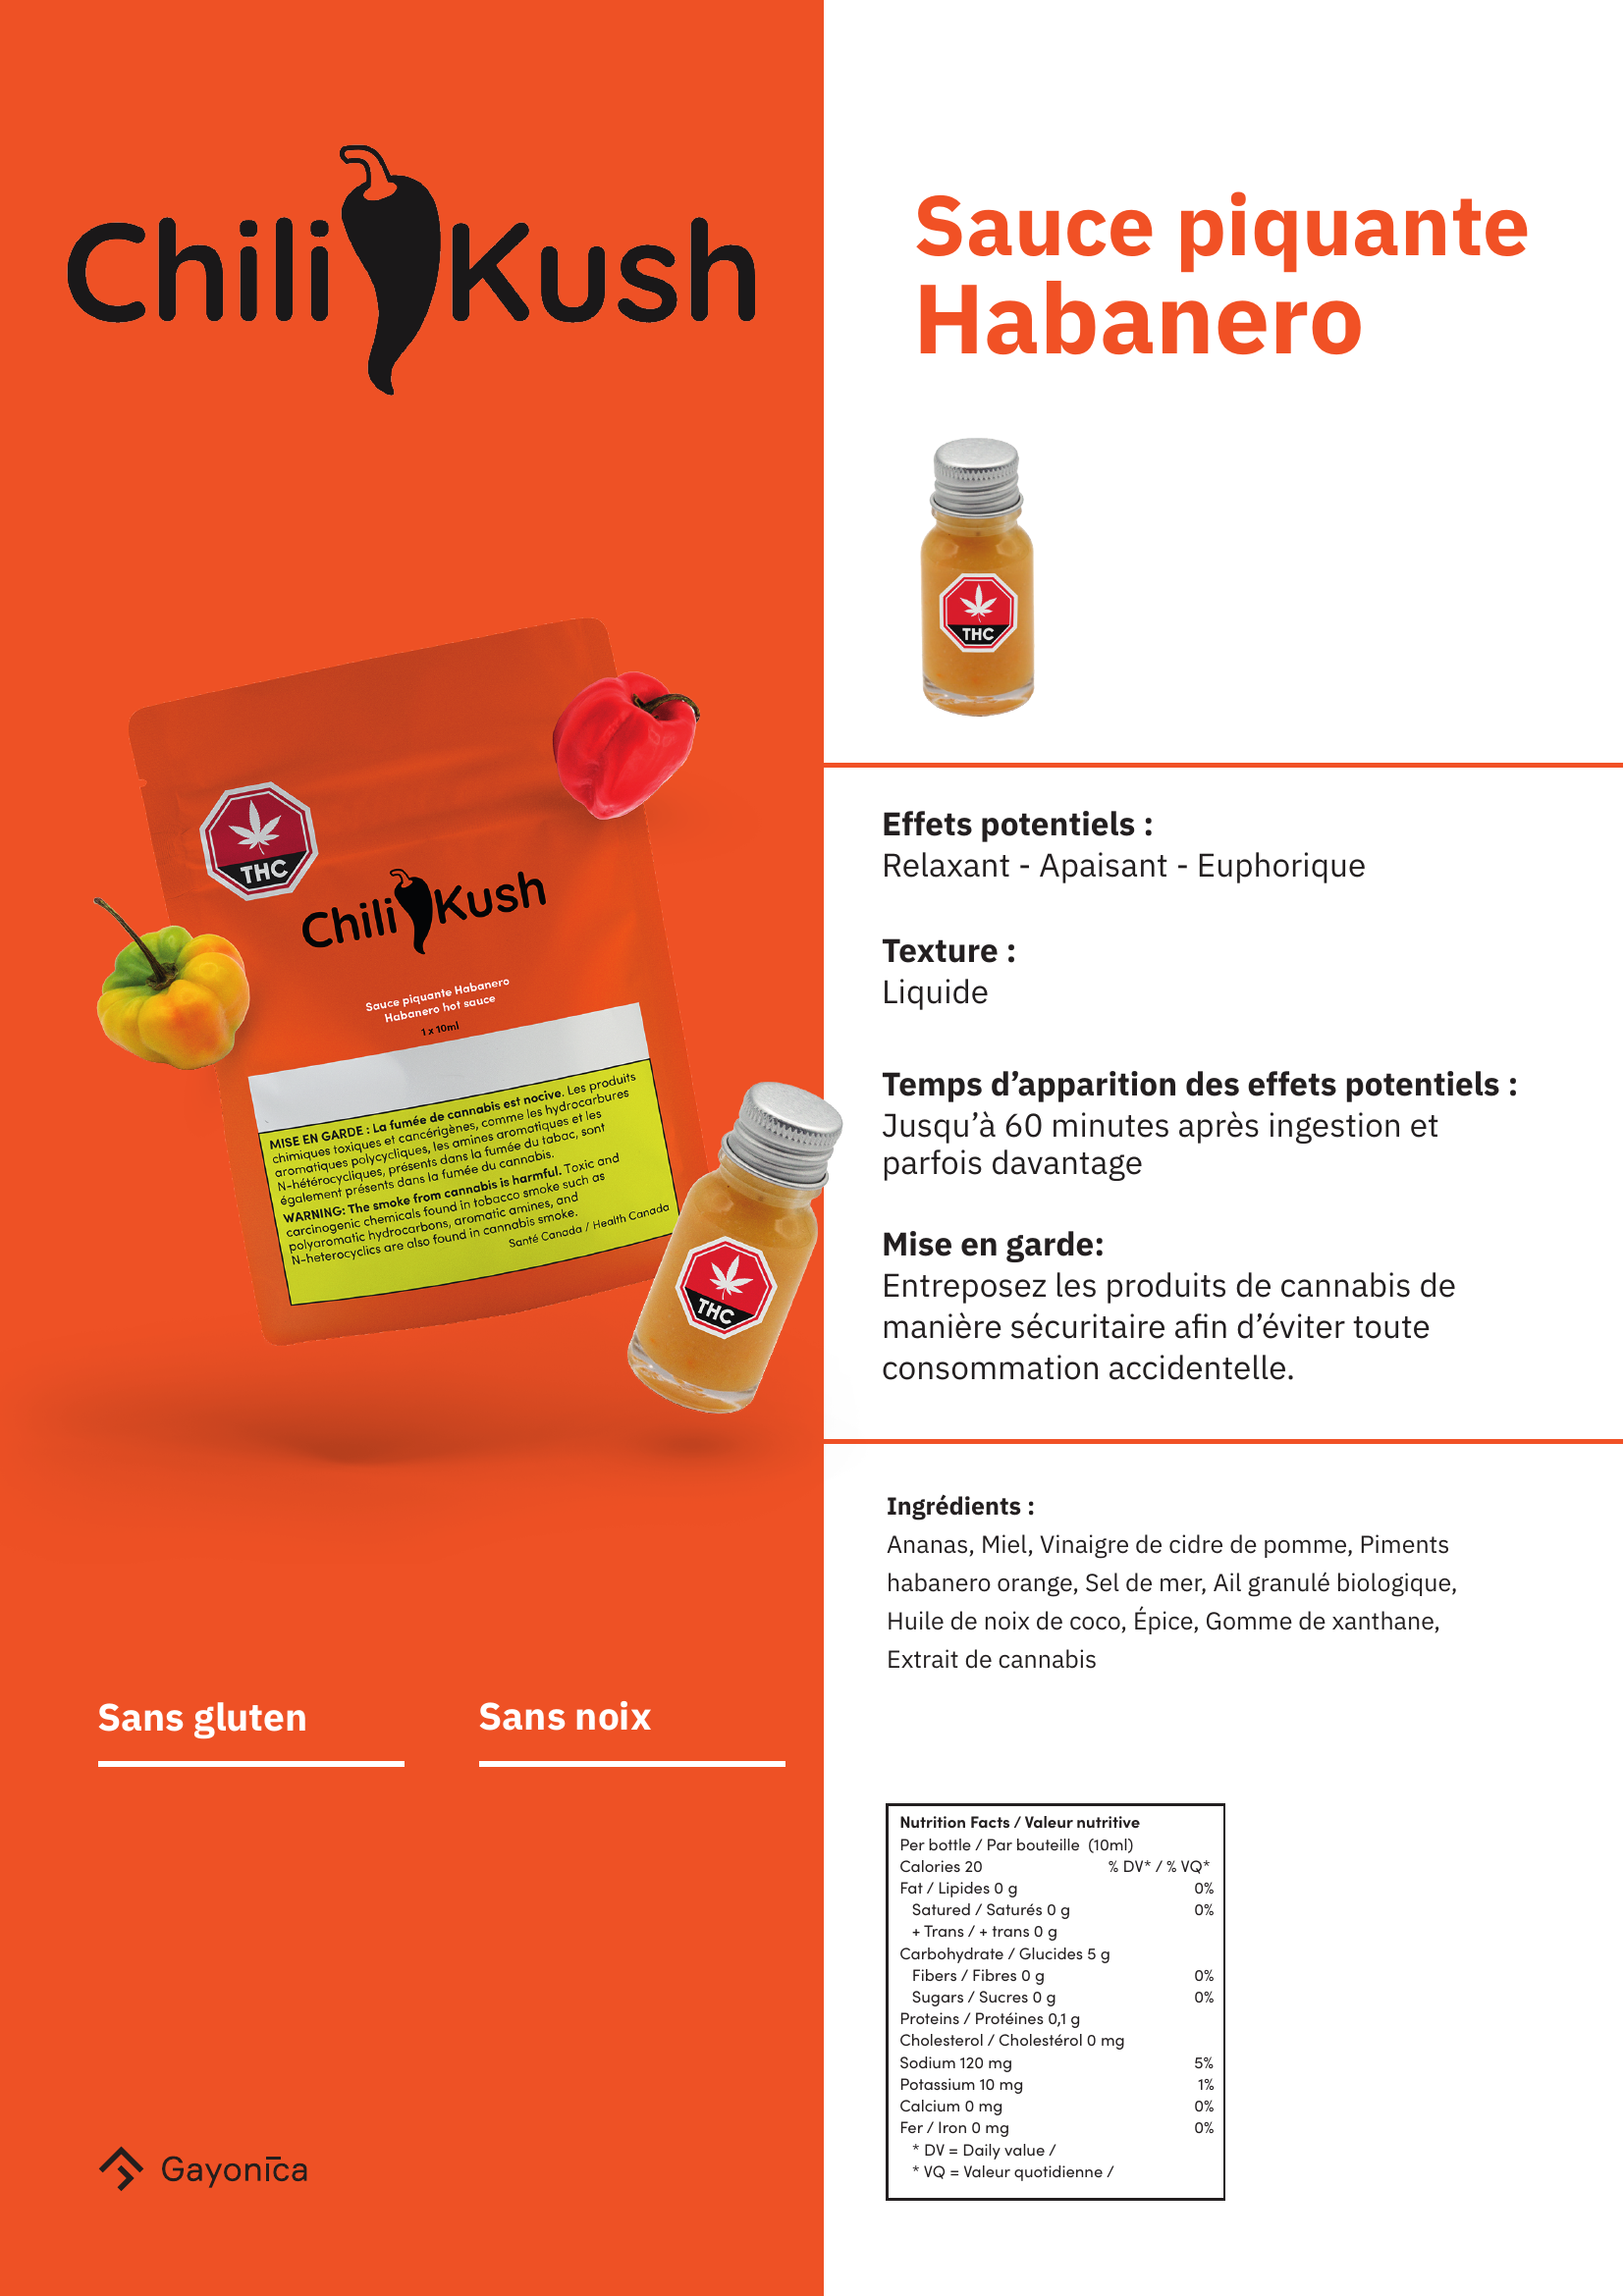 Chili Kush
Sauce piquante
Habanero
THC
Effets potentiels :
Relaxant - Apaisant - Euphorique
Texture :
Liquide
Temps d’apparition des effets potentiels :
Jusqu’à 60 minutes après ingestion et
parfois davantage
Mise en garde:
Entreposez les produits de cannabis de
manière sécuritaire afin d’éviter toute
consommation accidentelle.
THC
Chili Kush
Sauce piquante Habanero
Habanero hot sauce
1 x 10ml
MISE EN GARDE : La fumée de cannabis est nocive. Les produits
chimiques toxiques et cancérigènes, comme les hydrocarbures
aromatiques polycycliques, les amines aromatiques et les
N-hétérocycliques, présents dans la fumée du tabac, sont
également présents dans la fumée du cannabis.
WARNING: The smoke from cannabis is harmful. Toxic and
carcinogenic chemicals found in tobacco smoke such as
polyaromatic hydrocarbons, aromatic amines, and
N-heterocyclics are also found in cannabis smoke.
Santé Canada / Health Canada
THC
Ingrédients :
Ananas, Miel, Vinaigre de cidre de pomme, Piments
habanero orange, Sel de mer, Ail granulé biologique,
Huile de noix de coco, Épice, Gomme de xanthane,
Extrait de cannabis
Sans gluten
Sans noix
Nutrition Facts / Valeur nutritive
Per bottle / Par bouteille (10ml)
Calories 20 % DV* / % VQ*
Fat / Lipides 0 g 0%
Satured / Saturés 0 g 0%
+ Trans / + trans 0 g
Carbohydrate / Glucides 5 g
Fibers / Fibres 0 g 0%
Sugars / Sucres 0 g 0%
Proteins / Protéines 0,1 g
Cholesterol / Cholestérol 0 mg
Sodium 120 mg 5%
Potassium 10 mg 1%
Calcium 0 mg 0%
Fer / Iron 0 mg 0%
* DV = Daily value /
* VQ = Valeur quotidienne /
Gayonīca